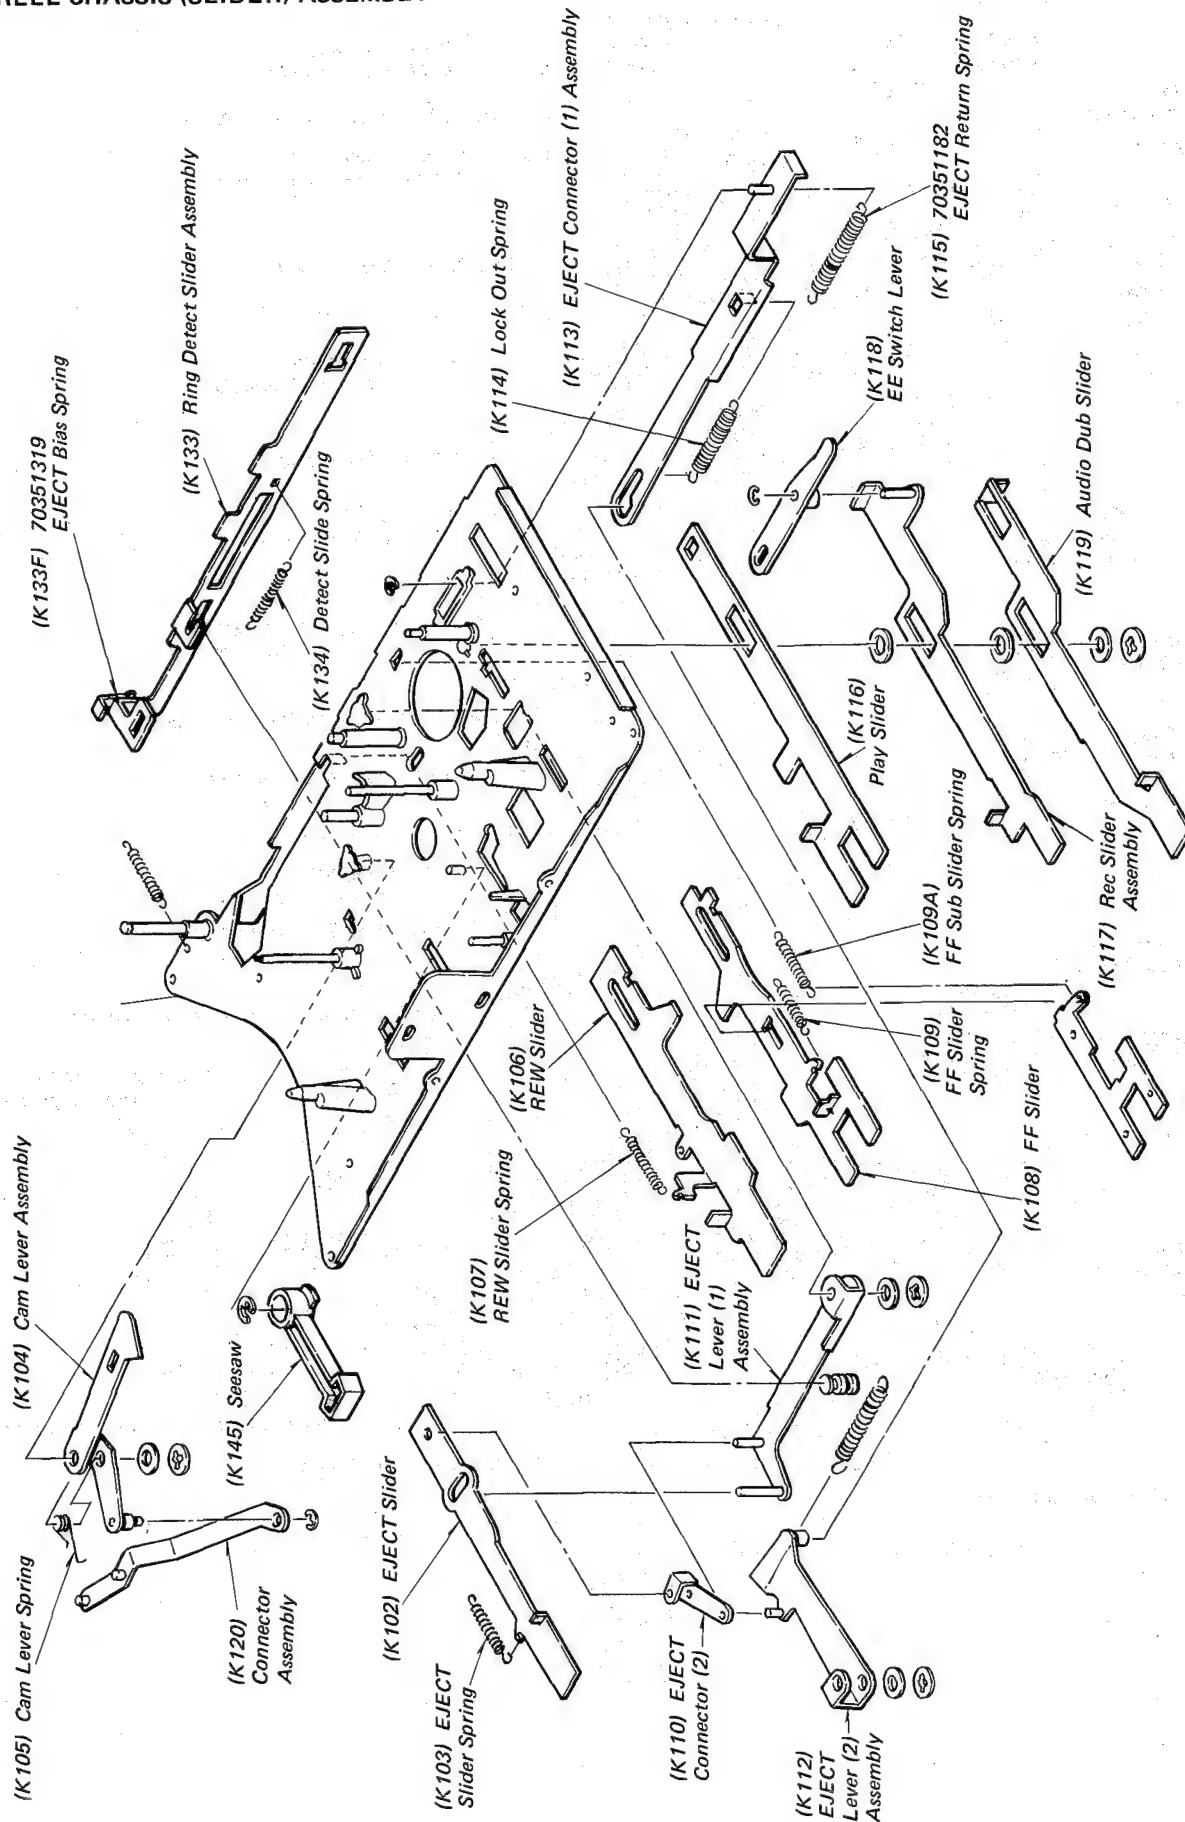 REEL CHASSIS (SLIDER) ASSEMBLY
(K133F) 70351319
EJECT Bias Spring
(K133) Ring Detect Slider Assembly
(K134) Detect Slide Spring
(K114) Lock Out Spring
(K113) EJECT Connector (1) Assembly
(K115) 70351182
EJECT Return Spring
(K118)
EE Switch Lever
(K119) Audio Dub Slider
(K116)
Play Slider
(K117) Rec Slider
Assembly
(K109A)
FF Sub Slider Spring
(K109)
FF Slider
Spring
(K108) FF Slider
(K106)
REW Slider
(K107)
REW Slider Spring
(K111) EJECT
Lever (1)
Assembly
(K104) Cam Lever Assembly
(K145) Seesaw
(K105) Cam Lever Spring
(K120)
Connector
Assembly
(K102) EJECT Slider
(K103) EJECT
Slider Spring
(K110) EJECT
Connector (2)
(K112)
EJECT
Lever (2)
Assembly